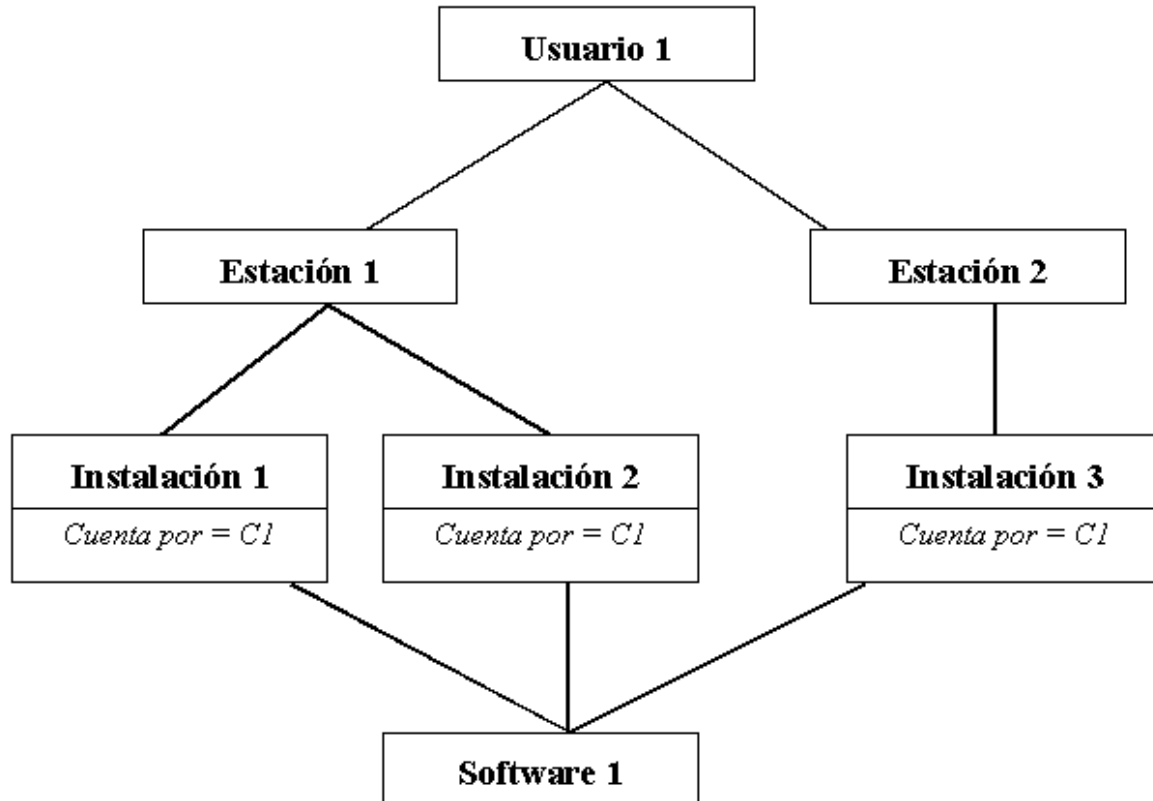 Usuario 1
Estación 1
Estación 2
Instalación 1
Cuenta por = C1
Instalación 2
Cuenta por = C1
Instalación 3
Cuenta por = C1
Software 1